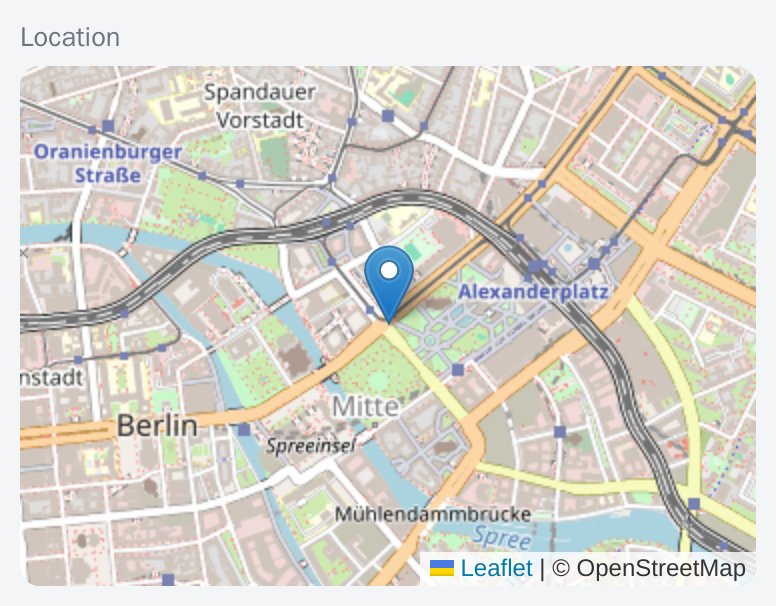 Location
Spandauer
Vorstadt
Oranienburger
Straße
Alexanderplatz
nstadt
Mitte
Berlin
Spreeinsel
Mühlendammbrücke
Spree
Leaflet | © OpenStreetMap